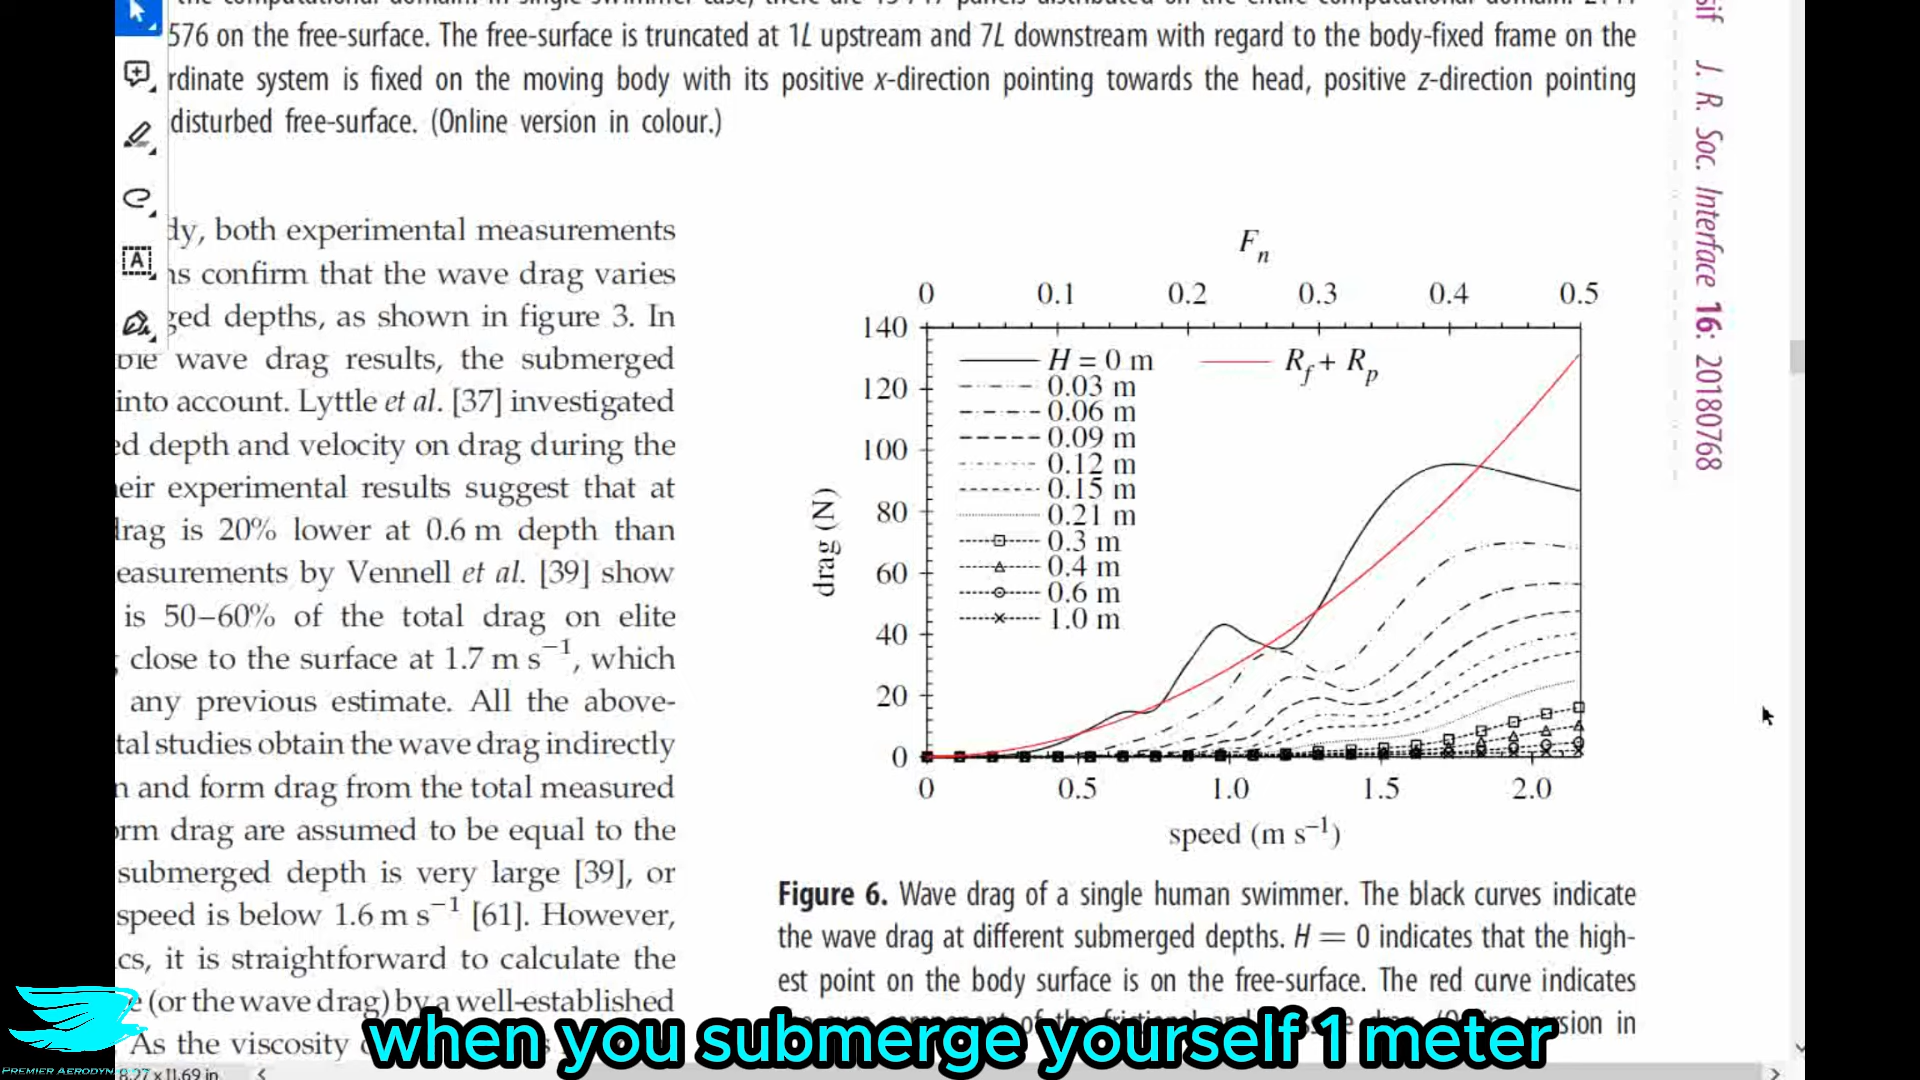 576 on the free-surface. The free-surface is truncated at 1L upstream and 7L downstream with regard to the body-fixed frame on the
rdinate system is fixed on the moving body with its positive x-direction pointing towards the head, positive z-direction pointing
disturbed free-surface. (Online version in colour.)
dy, both experimental measurements
ns confirm that the wave drag varies
ged depths, as shown in figure 3. In
wave drag results, the submerged
into account. Lyttle et al. [37] investigated
ed depth and velocity on drag during the
eir experimental results suggest that at
drag is 20% lower at 0.6 m depth than
easurements by Vennell et al. [39] show
is 50–60% of the total drag on elite
close to the surface at 1.7 m s⁻¹, which
any previous estimate. All the above-
tal studies obtain the wave drag indirectly
n and form drag from the total measured
orm drag are assumed to be equal to the
submerged depth is very large [39], or
speed is below 1.6 m s⁻¹ [61]. However,
cs, it is straightforward to calculate the
e (or the wave drag) by a well-established
As the viscosity
Fn
0 0.1 0.2 0.3 0.4 0.5
140
120
100
80
60
40
20
0
drag (N)
H = 0 m
0.03 m
0.06 m
0.09 m
0.12 m
0.15 m
0.21 m
0.3 m
0.4 m
0.6 m
1.0 m
Rf + Rp
0 0.5 1.0 1.5 2.0
speed (m s⁻¹)
Figure 6. Wave drag of a single human swimmer. The black curves indicate
the wave drag at different submerged depths. H = 0 indicates that the high-
est point on the body surface is on the free-surface. The red curve indicates
version in
sif J. R. Soc. Interface 16: 20180768
when you submerge yourself 1 meter
8.27 x 11.69 in